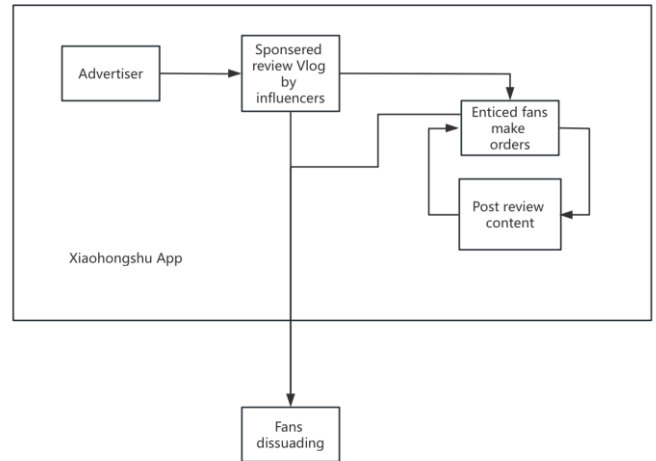 Advertiser
Sponsered
review Vlog
by
influencers
Enticed fans
make
orders
Post review
content
Xiaohongshu App
Fans
dissuading